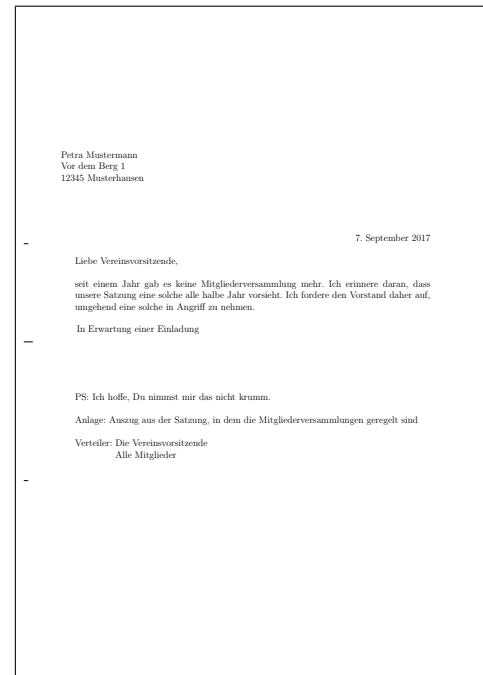 Petra Mustermann
Vor dem Berg 1
12345 Musterhausen
7. September 2017
Liebe Vereinsvorsitzende,
seit einem Jahr gab es keine Mitgliederversammlung mehr. Ich erinnere daran, dass
unsere Satzung eine solche alle halbe Jahr vorsieht. Ich fordere den Vorstand daher auf,
umgehend eine solche in Angriff zu nehmen.
In Erwartung einer Einladung
PS: Ich hoffe, Du nimmst mir das nicht krumm.
Anlage: Auszug aus der Satzung, in dem die Mitgliederversammlungen geregelt sind
Verteiler: Die Vereinsvorsitzende
Alle Mitglieder